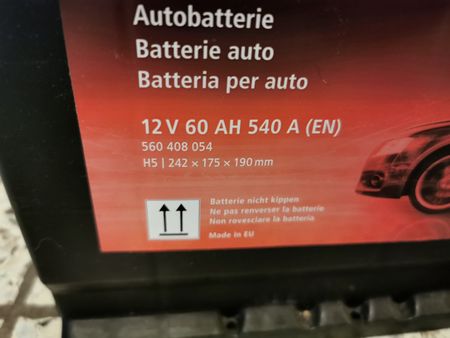 Autobatterie
Batterie auto
Batteria per auto
12 V 60 AH 540 A (EN)
560 408 054
H5 | 242 × 175 × 190 mm
Batterie nicht kippen
Ne pas renverser la batterie
Non rovesciare la batteria
Made in EU